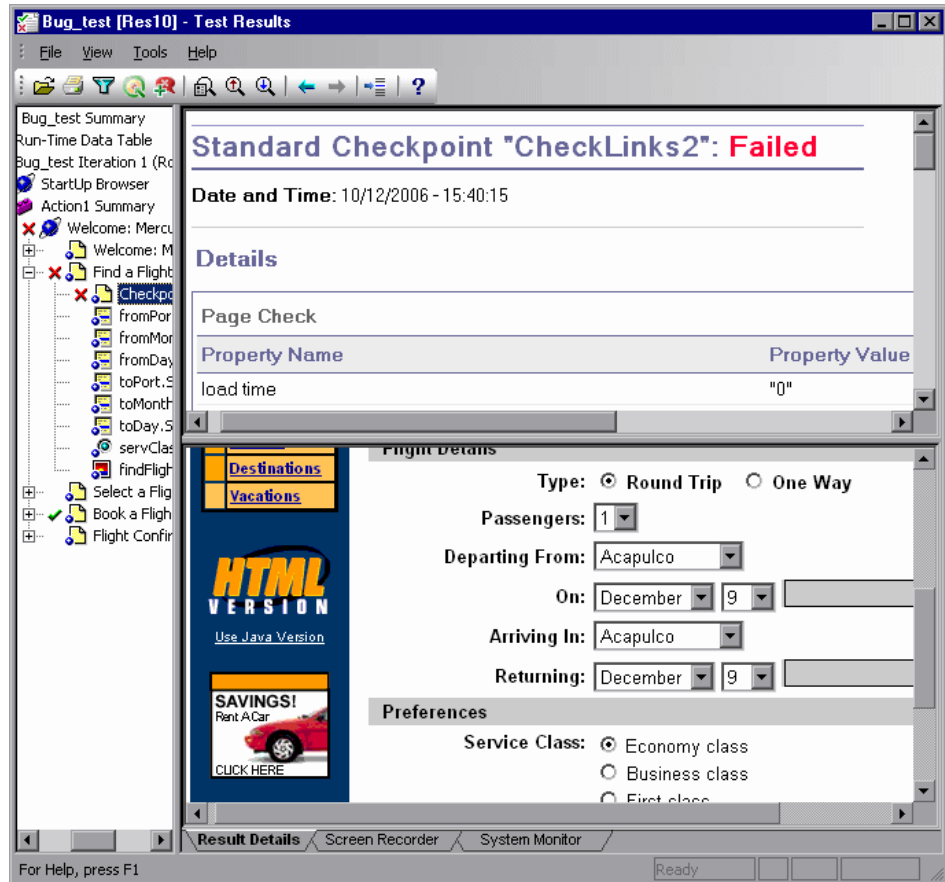 Bug_test [Res10] - Test Results
File View Tools Help
Bug_test Summary
Run-Time Data Table
Bug_test Iteration 1 (Ro
StartUp Browser
Action1 Summary
Welcome: Mercu
Welcome: M
Find a Flight
Checkpo
fromPor
fromMon
fromDay
toPort.S
toMonth
toDay.S
servClas
findFligh
Select a Flig
Book a Fligh
Flight Confir
Standard Checkpoint "CheckLinks2": Failed
Date and Time: 10/12/2006 - 15:40:15
Details
Page Check
Property Name Property Value
load time "0"
Destinations
Vacations
HTML
VERSION
Use Java Version
SAVINGS!
Rent A Car
CLICK HERE
Flight Details
Type: Round Trip One Way
Passengers: 1
Departing From: Acapulco
On: December 9
Arriving In: Acapulco
Returning: December 9
Preferences
Service Class: Economy class
Business class
First class
Result Details Screen Recorder System Monitor
For Help, press F1 Ready